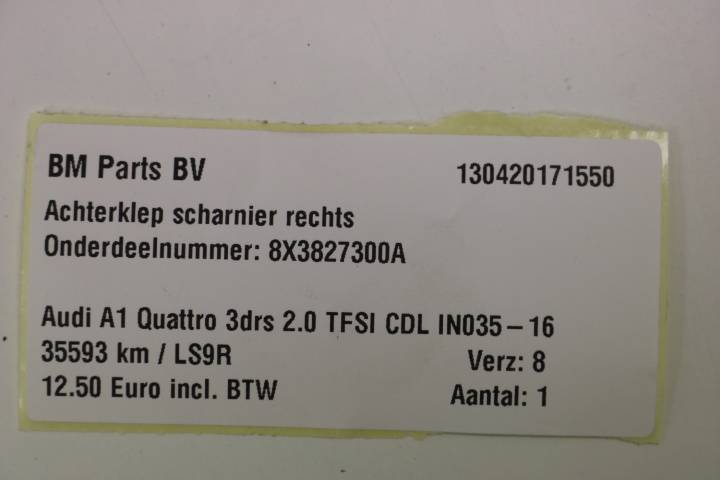 BM Parts BV 130420171550
Achterklep scharnier rechts
Onderdeelnummer: 8X3827300A
Audi A1 Quattro 3drs 2.0 TFSI CDL IN035-16
35593 km / LS9R Verz: 8
12.50 Euro incl. BTW Aantal: 1